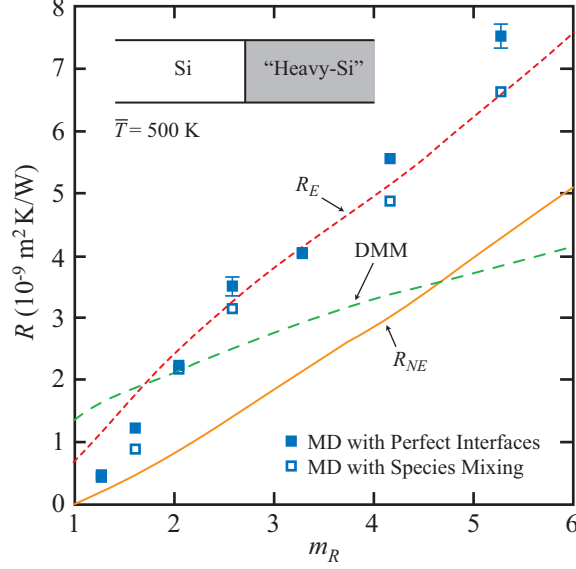 8
7
6
5
4
3
2
1
0
R (10⁻⁹ m² K/W)
Si
“Heavy-Si”
T̅ = 500 K
R_E
DMM
R_NE
MD with Perfect Interfaces
MD with Species Mixing
1 2 3 4 5 6
m_R